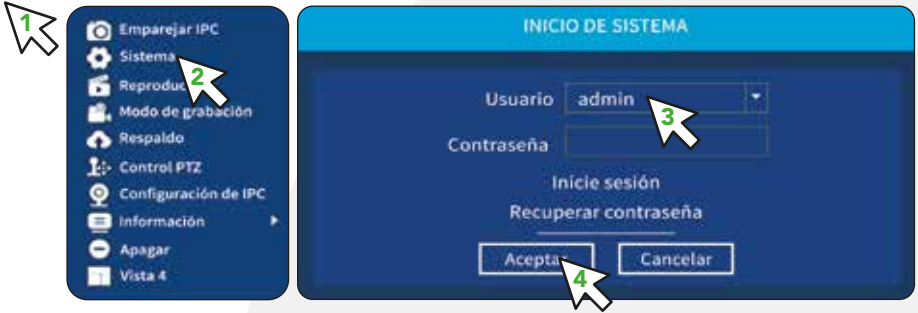 1
Emparejar IPC
Sistema
2
Reproduc
Modo de grabación
Respaldo
Control PTZ
Configuración de IPC
Información
Apagar
Vista 4
INICIO DE SISTEMA
Usuario admin
3
Contraseña
Inicie sesión
Recuperar contraseña
Aceptar Cancelar
4